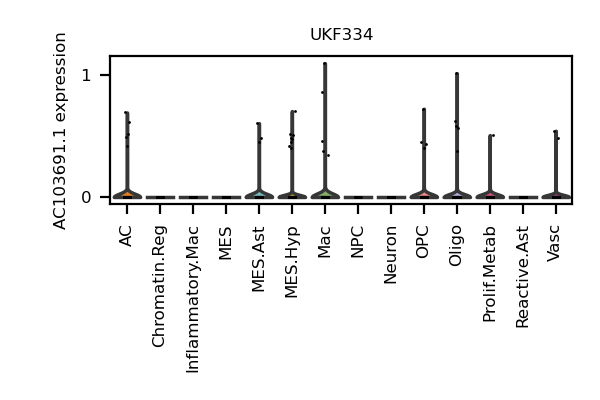 UKF334
AC103691.1 expression
1
0
AC
Chromatin.Reg
Inflammatory.Mac
MES
MES.Ast
MES.Hyp
Mac
NPC
Neuron
OPC
Oligo
Prolif.Metab
Reactive.Ast
Vasc